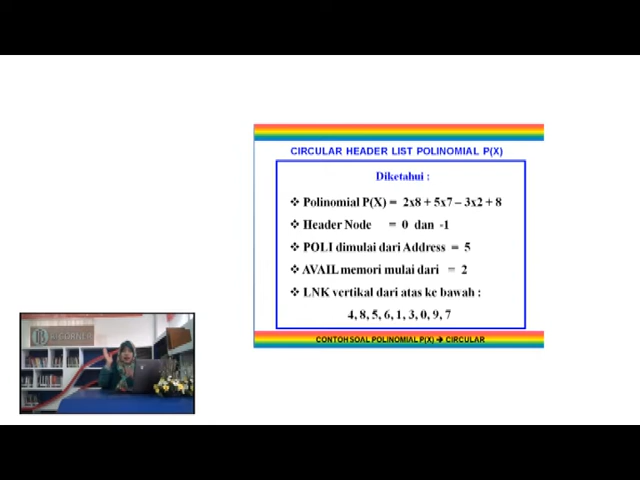 CIRCULAR HEADER LIST POLINOMIAL P(X)
Diketahui :
❖ Polinomial P(X) = 2x8 + 5x7 – 3x2 + 8
❖ Header Node = 0 dan -1
❖ POLI dimulai dari Address = 5
❖ AVAIL memori mulai dari = 2
❖ LNK vertikal dari atas ke bawah :
4, 8, 5, 6, 1, 3, 0, 9, 7
CONTOH SOAL POLINOMIAL P(X) ➔ CIRCULAR
CORNER